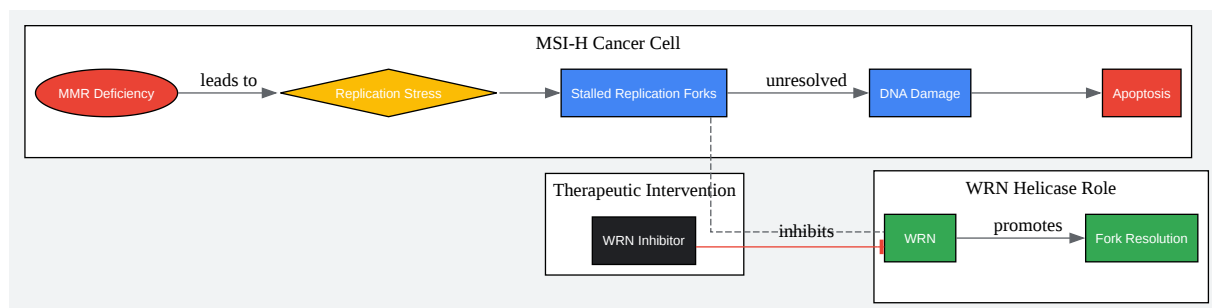 MSI-H Cancer Cell
MMR Deficiency
leads to
Replication Stress
Stalled Replication Forks
unresolved
DNA Damage
Apoptosis
Therapeutic Intervention
WRN Inhibitor
inhibits
WRN Helicase Role
WRN
promotes
Fork Resolution